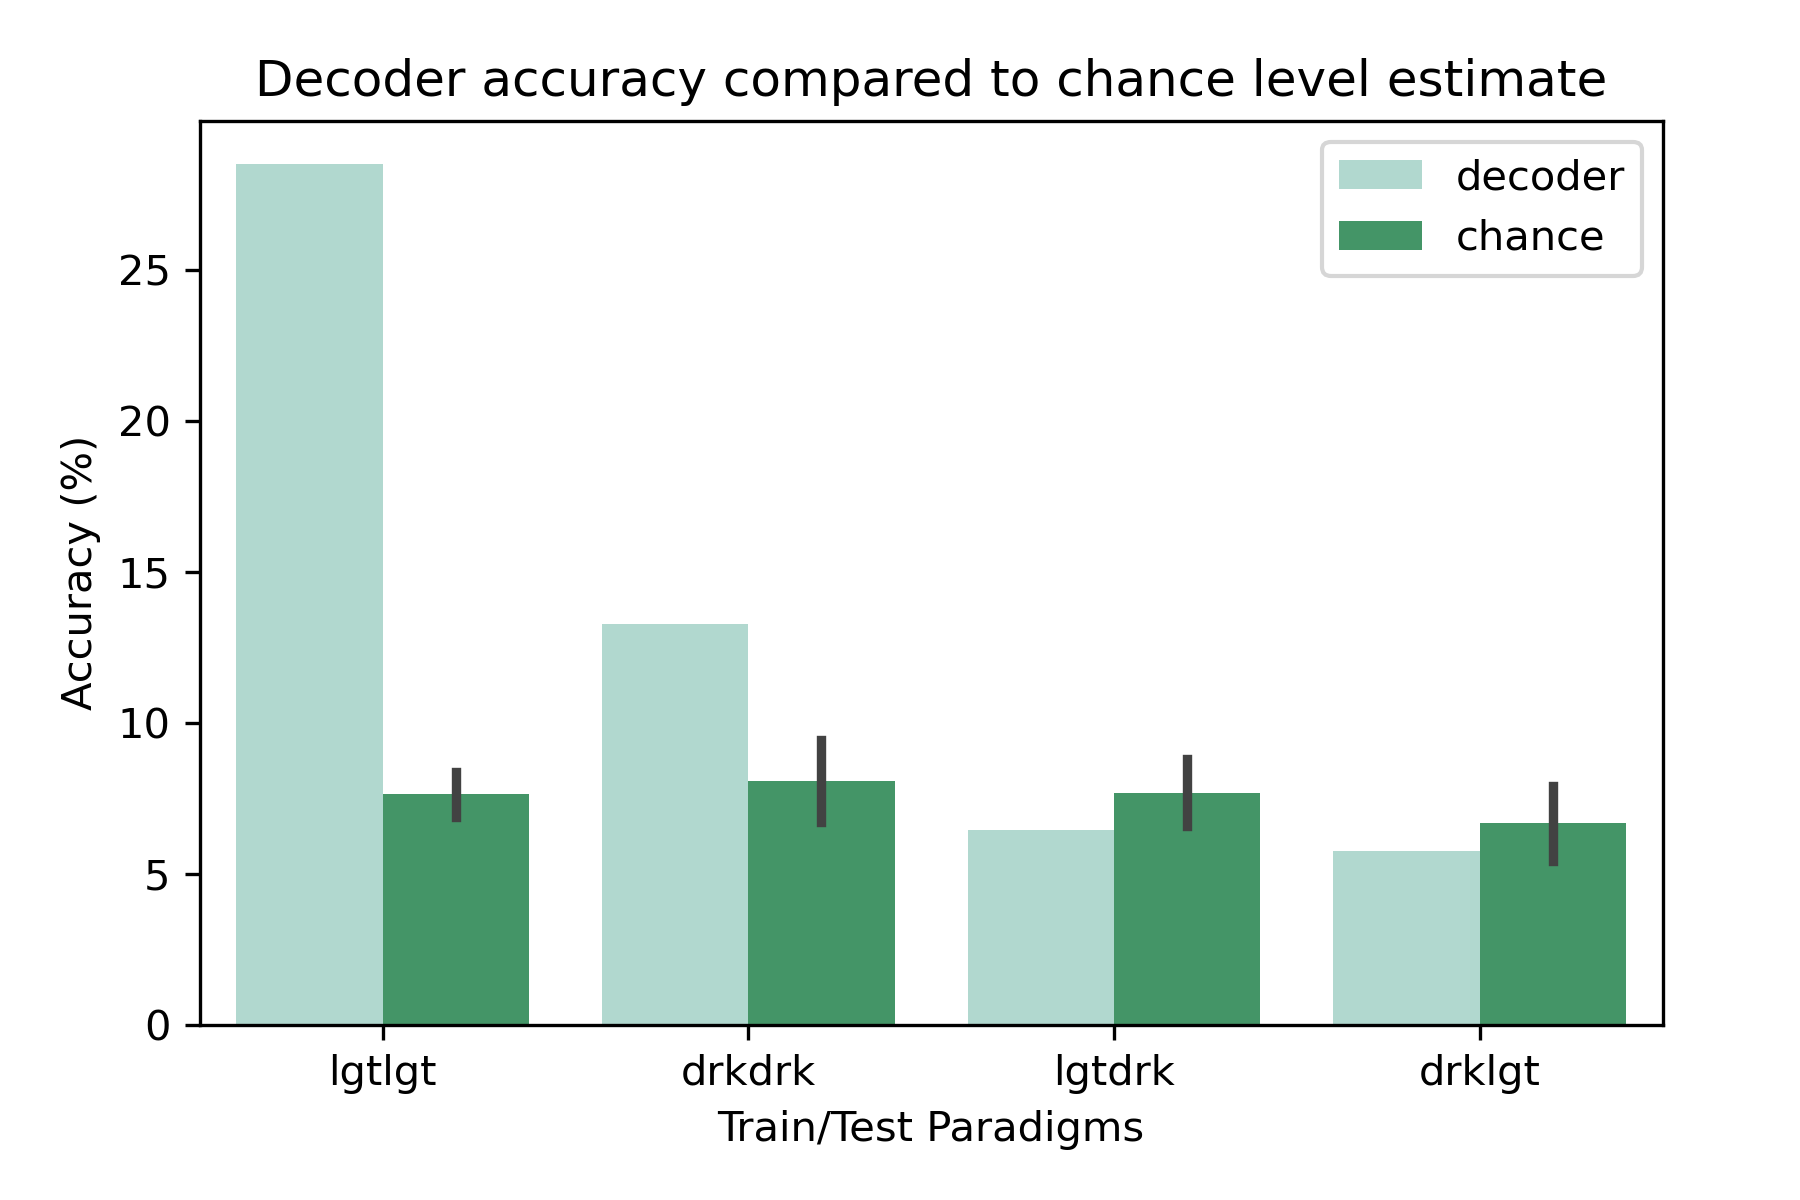 Decoder accuracy compared to chance level estimate
decoder
chance
Accuracy (%)
25
20
15
10
5
0
lgtlgt drkdrk lgtdrk drklgt
Train/Test Paradigms